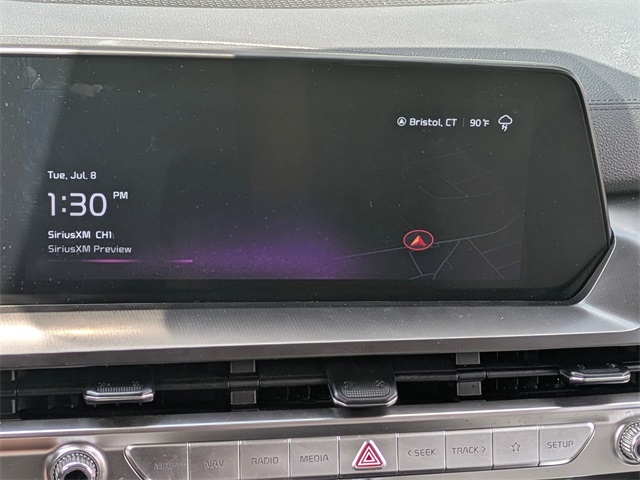 Bristol, CT | 90°F
Tue, Jul, 8
1:30 PM
SiriusXM CH1
SiriusXM Preview
MAP NAV RADIO MEDIA < SEEK TRACK > SETUP